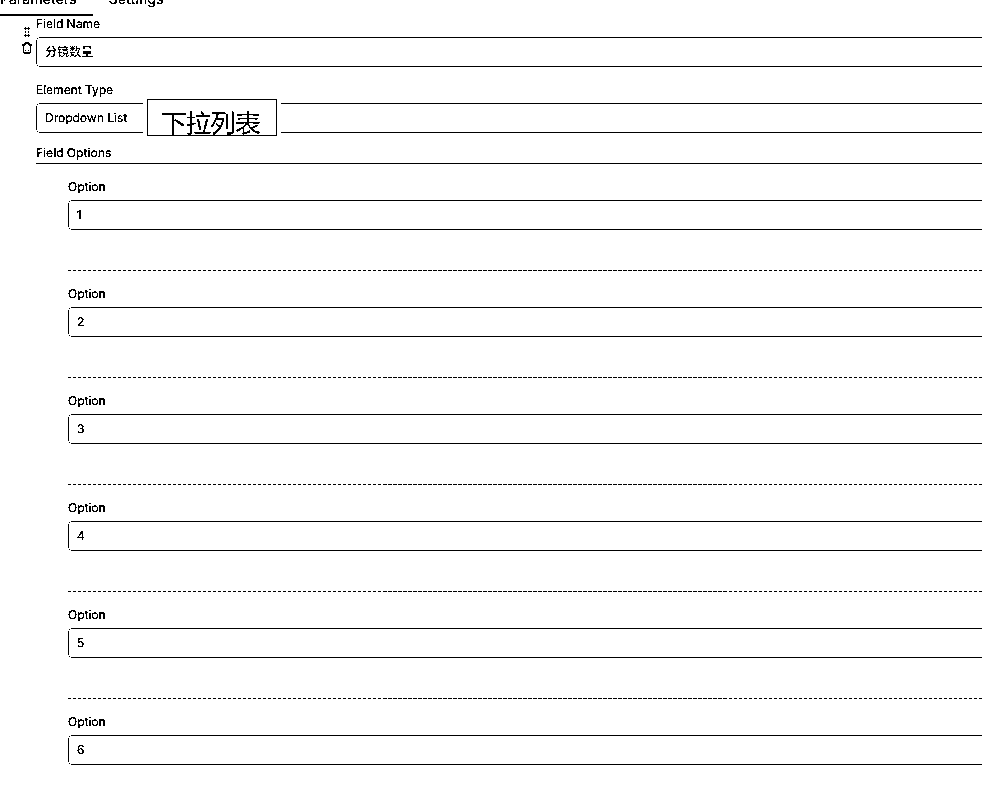 Parameters Settings
Field Name
分镜数量
Element Type
Dropdown List 下拉列表
Field Options
Option
1
Option
2
Option
3
Option
4
Option
5
Option
6